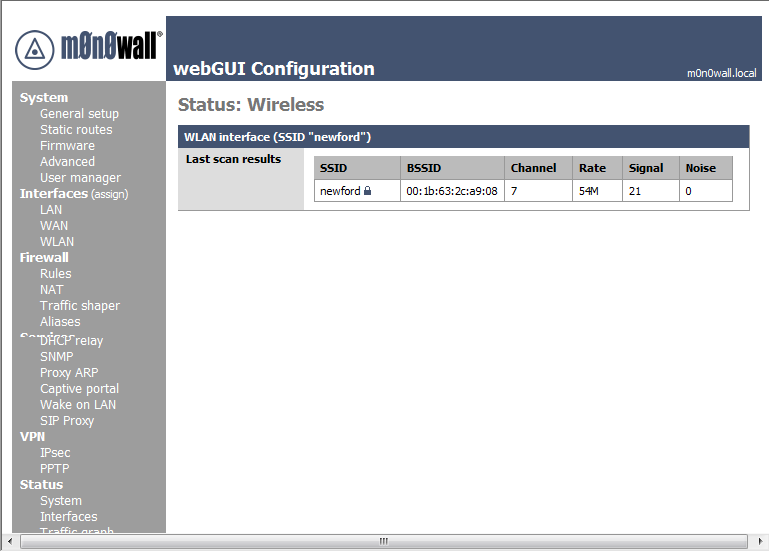 m0n0wall®
webGUI Configuration
m0n0wall.local
System
General setup
Static routes
Firmware
Advanced
User manager
Interfaces (assign)
LAN
WAN
WLAN
Firewall
Rules
NAT
Traffic shaper
Aliases
DHCP relay
SNMP
Proxy ARP
Captive portal
Wake on LAN
SIP Proxy
VPN
IPsec
PPTP
Status
System
Interfaces
Traffic graph
Status: Wireless
WLAN interface (SSID "newford")
Last scan results
SSID BSSID Channel Rate Signal Noise
newford 00:1b:63:2c:a9:08 7 54M 21 0